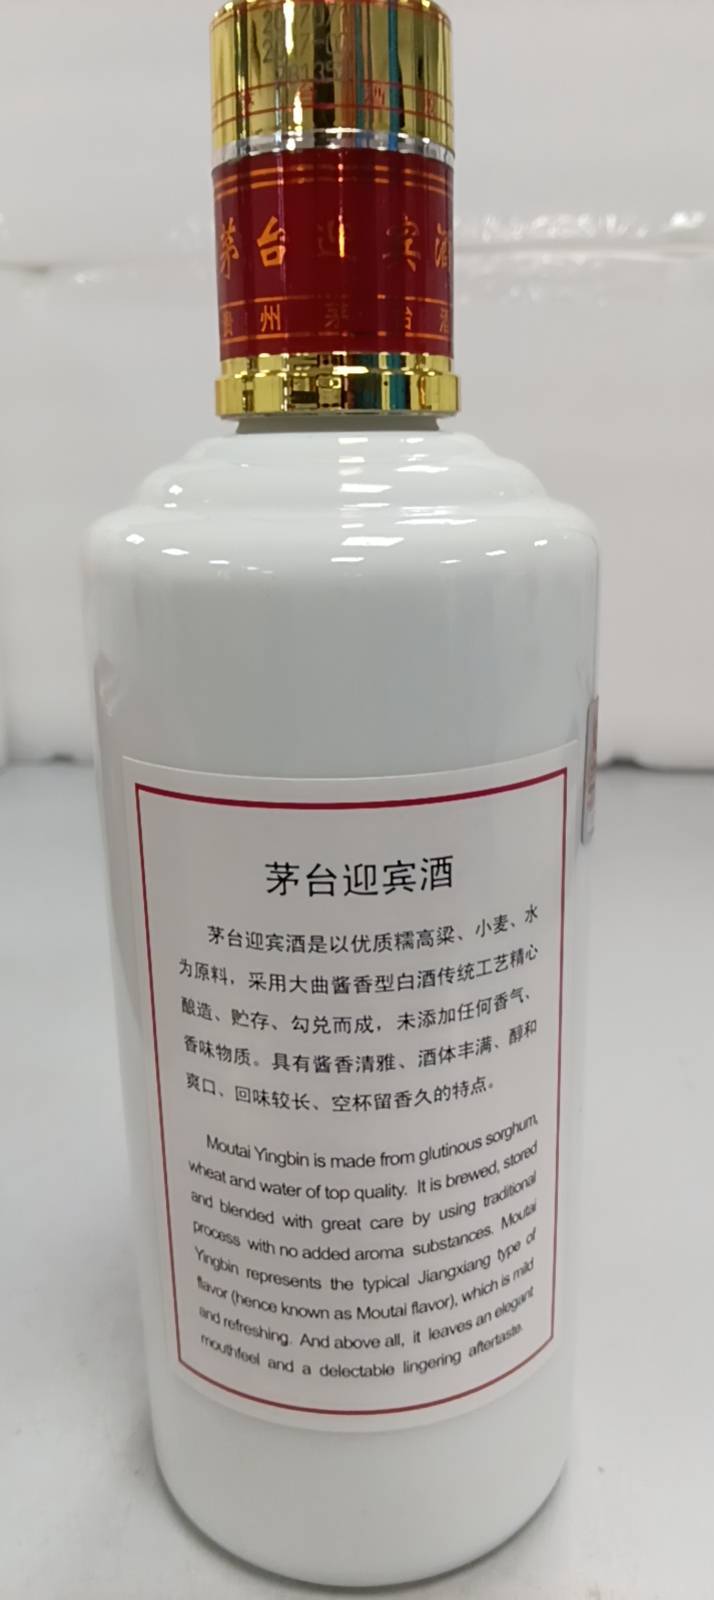 茅台迎宾酒
贵州茅台酒
茅台迎宾酒
茅台迎宾酒是以优质糯高粱、小麦、水
为原料，采用大曲酱香型白酒传统工艺精心
酿造、贮存、勾兑而成，未添加任何香气、
香味物质。具有酱香清雅、酒体丰满、醇和
爽口、回味较长、空杯留香久的特点。
Moutai Yingbin is made from glutinous sorghum,
wheat and water of top quality. It is brewed, stored
and blended with great care by using traditional
process with no added aroma substances. Moutai
Yingbin represents the typical Jiangxiang type of
flavor (hence known as Moutai flavor), which is mild
and refreshing. And above all, it leaves an elegant
mouthfeel and a delectable lingering aftertaste.